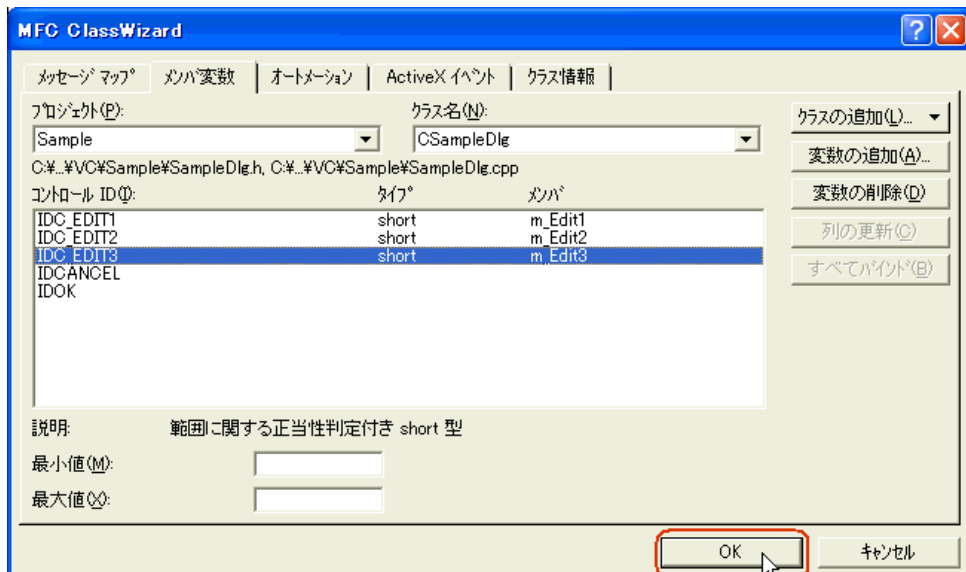 MFC ClassWizard
メッセージ マップ メンバ変数 オートメーション ActiveX イベント クラス情報
プロジェクト(P): クラス名(N):
Sample CSampleDlg
クラスの追加(L)...
C:¥...¥VC¥Sample¥SampleDlg.h, C:¥...¥VC¥Sample¥SampleDlg.cpp
変数の追加(A)...
コントロール ID(I): タイプ メンバ
変数の削除(D)
IDC_EDIT1 short m_Edit1
IDC_EDIT2 short m_Edit2
IDC_EDIT3 short m_Edit3
IDCANCEL
IDOK
列の更新(C)
すべてバインド(B)
説明: 範囲に関する正当性判定付き short 型
最小値(M):
最大値(X):
OK キャンセル